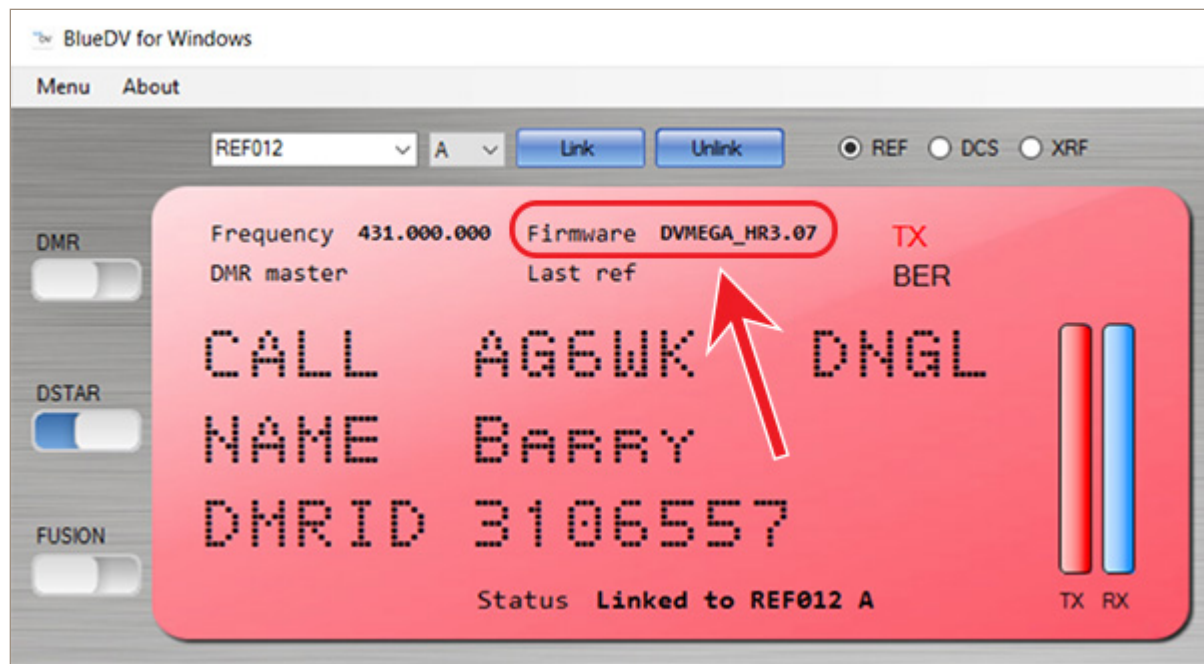 BlueDV for Windows
Menu About
REF012 A Link Unlink REF DCS XRF
Frequency 431.000.000 Firmware DVMEGA_HR3.07 TX
DMR master Last ref BER
DMR
CALL AG6WK DNGL
DSTAR
NAME BARRY
DMRID 3106557
FUSION
Status Linked to REF012 A
TX RX